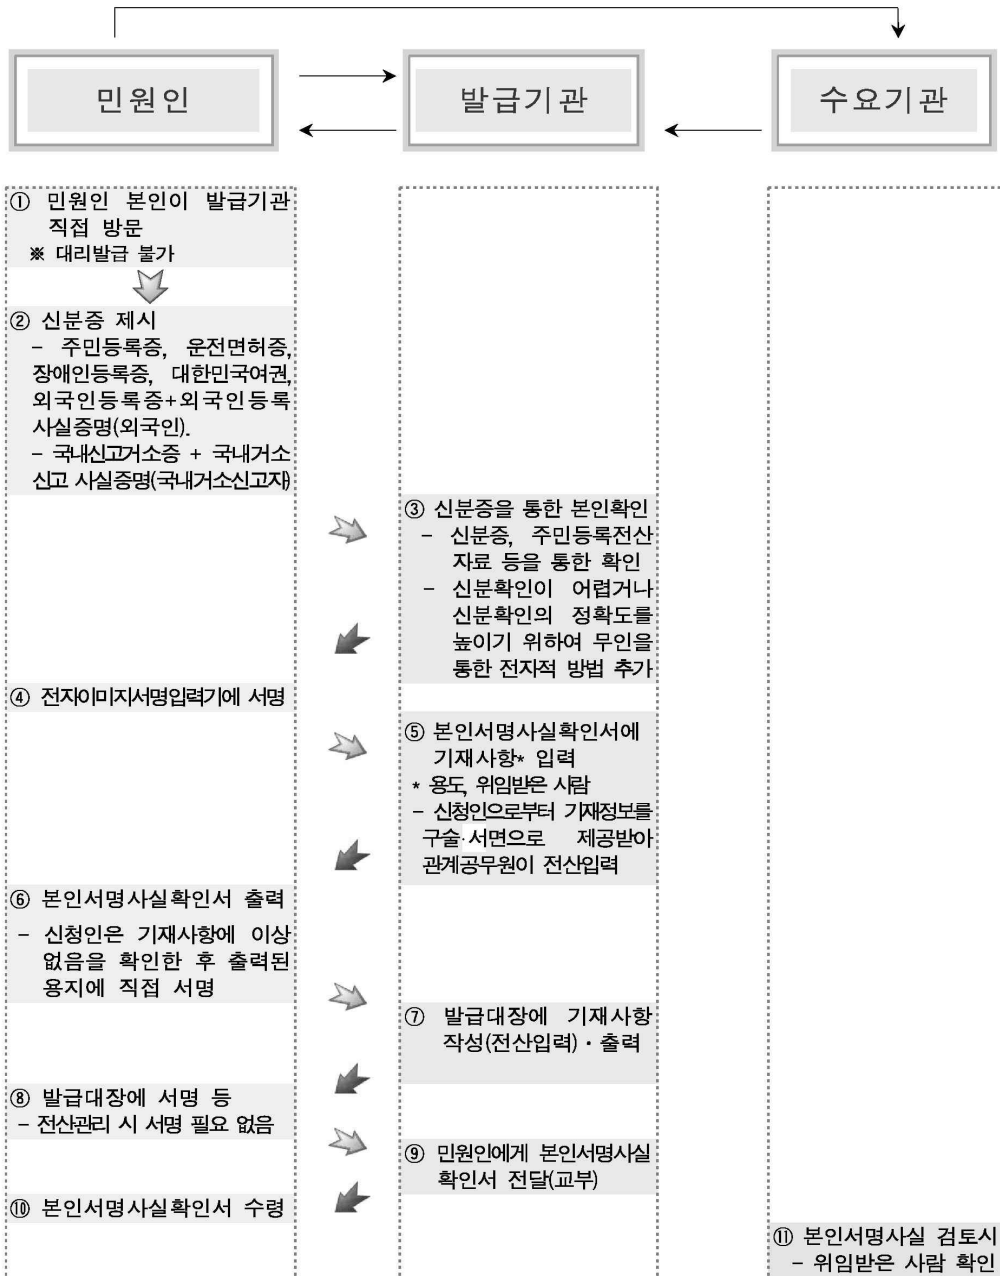 민원인
발급기관
수요기관
① 민원인 본인이 발급기관
직접 방문
※ 대리발급 불가
② 신분증 제시
- 주민등록증, 운전면허증,
장애인등록증, 대한민국여권,
외국인등록증+외국인등록
사실증명(외국인).
- 국내신고거소증 + 국내거소
신고 사실증명(국내거소신고자)
③ 신분증을 통한 본인확인
- 신분증, 주민등록전산
자료 등을 통한 확인
- 신분확인이 어렵거나
신분확인의 정확도를
높이기 위하여 무인을
통한 전자적 방법 추가
④ 전자이미지서명입력기에 서명
⑤ 본인서명사실확인서에
기재사항* 입력
* 용도, 위임받은 사람
- 신청인으로부터 기재정보를
구술·서면으로 제공받아
관계공무원이 전산입력
⑥ 본인서명사실확인서 출력
- 신청인은 기재사항에 이상
없음을 확인한 후 출력된
용지에 직접 서명
⑦ 발급대장에 기재사항
작성(전산입력)·출력
⑧ 발급대장에 서명 등
- 전산관리 시 서명 필요 없음
⑨ 민원인에게 본인서명사실
확인서 전달(교부)
⑩ 본인서명사실확인서 수령
⑪ 본인서명사실 검토시
- 위임받은 사람 확인